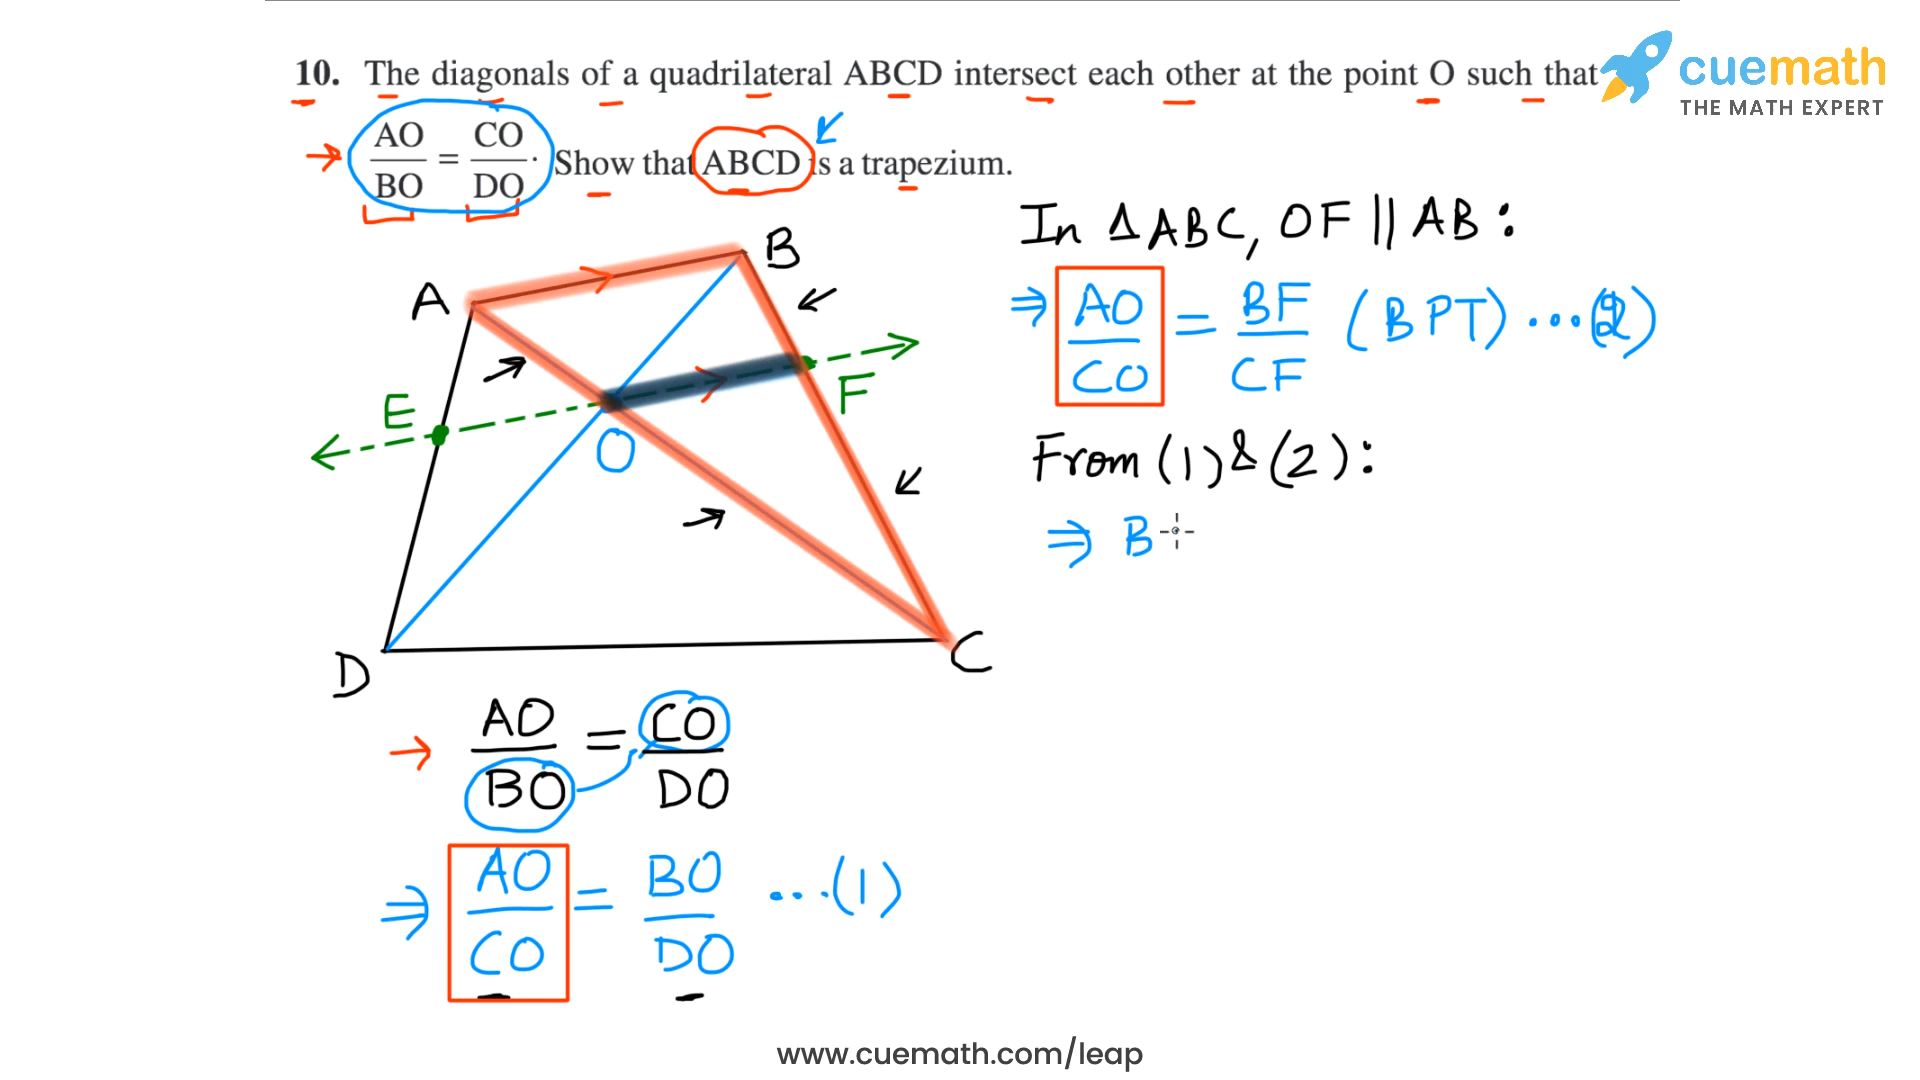 10. The diagonals of a quadrilateral ABCD intersect each other at the point O such that
AO/BO = CO/DO. Show that ABCD is a trapezium.
cuemath
THE MATH EXPERT
A
B
E
F
O
D
C
AO/BO = CO/DO
⇒ AO/CO = BO/DO ...(1)
In ΔABC, OF || AB :
⇒ AO/CO = BF/CF (BPT) ...(2)
From (1) & (2) :
⇒ B
www.cuemath.com/leap